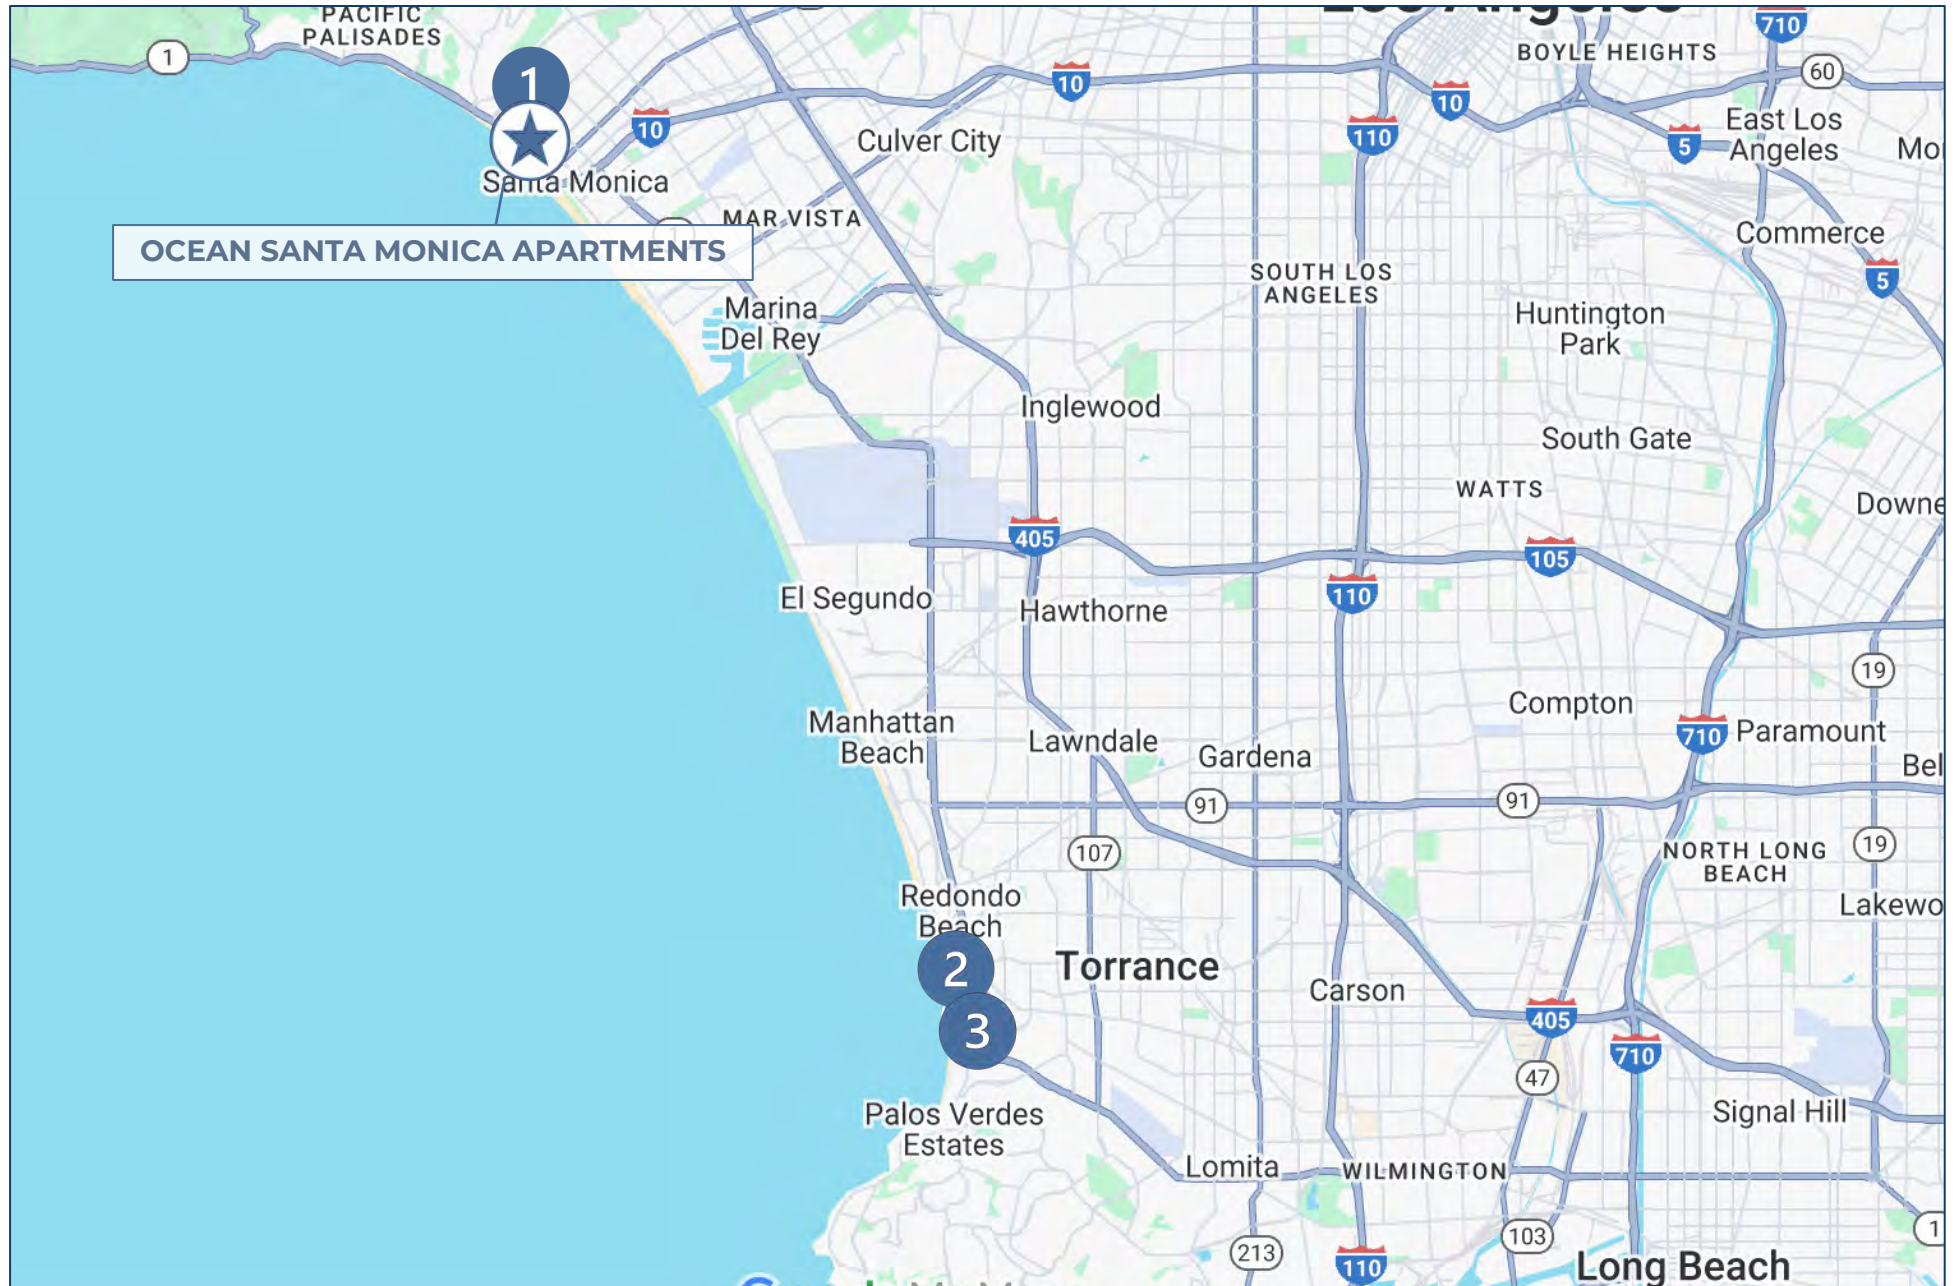 PACIFIC
PALISADES
Los Angeles
710
BOYLE HEIGHTS
1
60
1
10
10
10
110
East Los
Angeles
5
Culver City
Santa Monica
MAR VISTA
1
Commerce
OCEAN SANTA MONICA APARTMENTS
SOUTH LOS
ANGELES
5
Marina
Del Rey
Huntington
Park
Inglewood
South Gate
WATTS
Downe
405
105
El Segundo
Hawthorne
110
19
Manhattan
Beach
Lawndale
Gardena
Compton
710
Paramount
Bel
91
91
107
NORTH LONG
BEACH
19
Redondo
Beach
Lakewo
2
Torrance
Carson
3
405
710
47
Palos Verdes
Estates
Signal Hill
Lomita
WILMINGTON
213
110
103
1
Long Beach